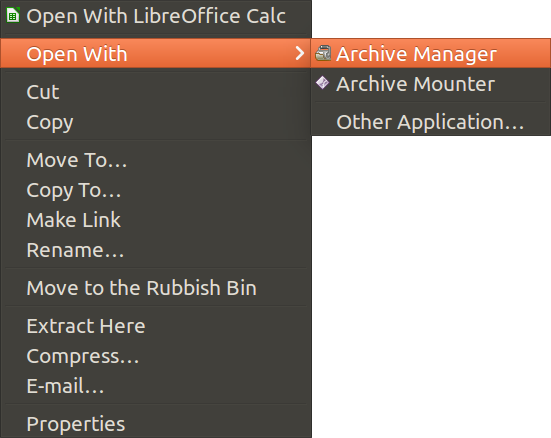 Open With LibreOffice Calc
Open With
Archive Manager
Archive Mounter
Other Application...
Cut
Copy
Move To...
Copy To...
Make Link
Rename...
Move to the Rubbish Bin
Extract Here
Compress...
E-mail...
Properties